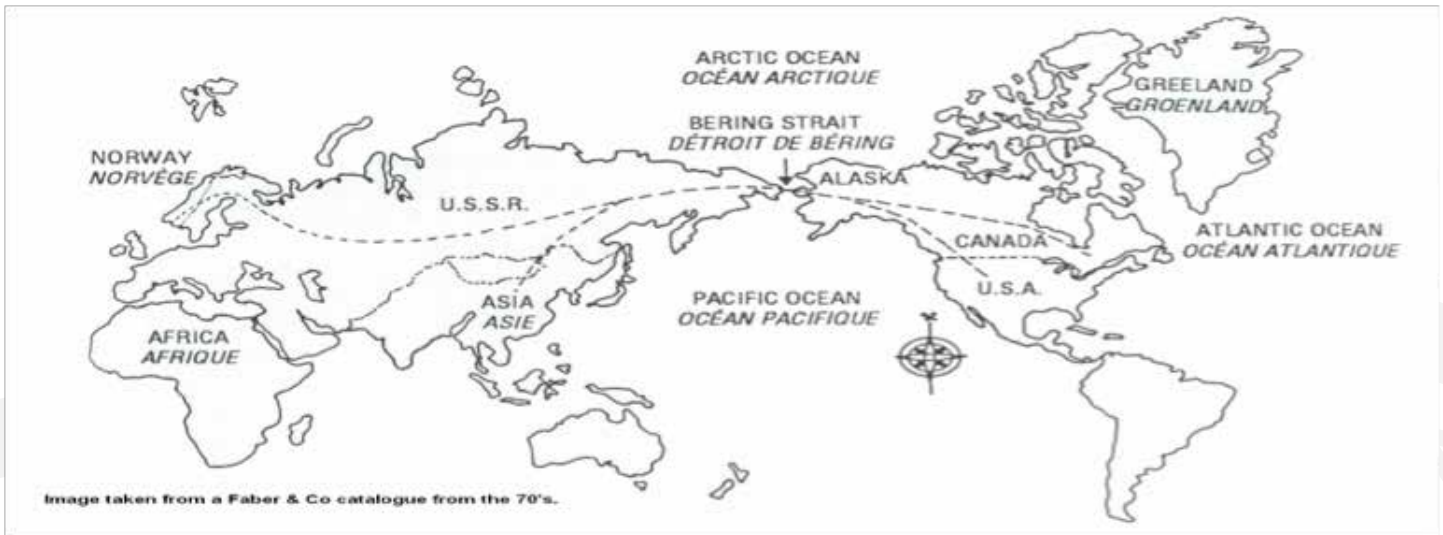 ARCTIC OCEAN
OCÉAN ARCTIQUE
GREELAND
GROENLAND
BERING STRAIT
DÉTROIT DE BÉRING
NORWAY
NORVÉGE
ALASKA
U.S.S.R.
ATLANTIC OCEAN
OCÉAN ATLANTIQUE
CANADA
U.S.A.
ASIA
ASIE
PACIFIC OCEAN
OCÉAN PACIFIQUE
AFRICA
AFRIQUE
Image taken from a Faber & Co catalogue from the 70's.